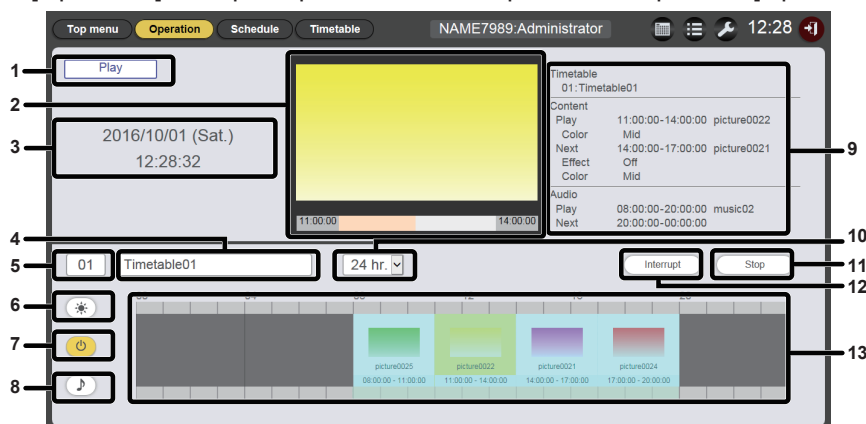 Top menu Operation Schedule Timetable NAME7989:Administrator 12:28
1 Play
2
3 2016/10/01 (Sat.)
12:28:32
Timetable
01:Timetable01
Content
Play 11:00:00-14:00:00 picture0022
Color Mid
Next 14:00:00-17:00:00 picture0021
Effect Off
Color Mid
Audio
Play 08:00:00-20:00:00 music02
Next 20:00:00-00:00:00
9
11:00:00 14:00:00
4 10
5 01 Timetable01 24 hr. Interrupt Stop 11
12
6
7
8
13
picture0025 picture0022 picture0021 picture0024
08:00:00 - 11:00:00 11:00:00 - 14:00:00 14:00:00 - 17:00:00 17:00:00 - 20:00:00